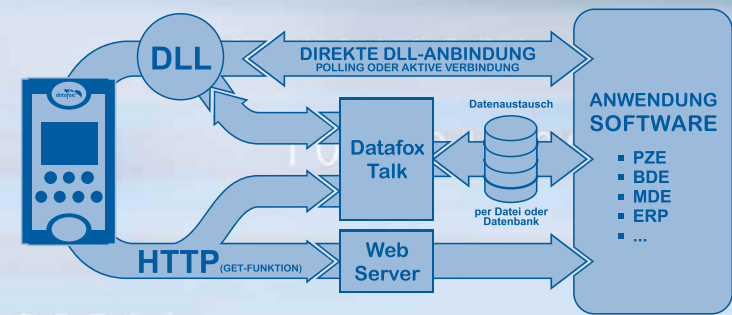 DLL
DIREKTE DLL-ANBINDUNG
POLLING ODER AKTIVE VERBINDUNG
datafox
Datafox
Talk
Datenaustausch
per Datei oder
Datenbank
HTTP (GET-FUNKTION)
Web
Server
ANWENDUNG
SOFTWARE
▪ PZE
▪ BDE
▪ MDE
▪ ERP
▪ ...